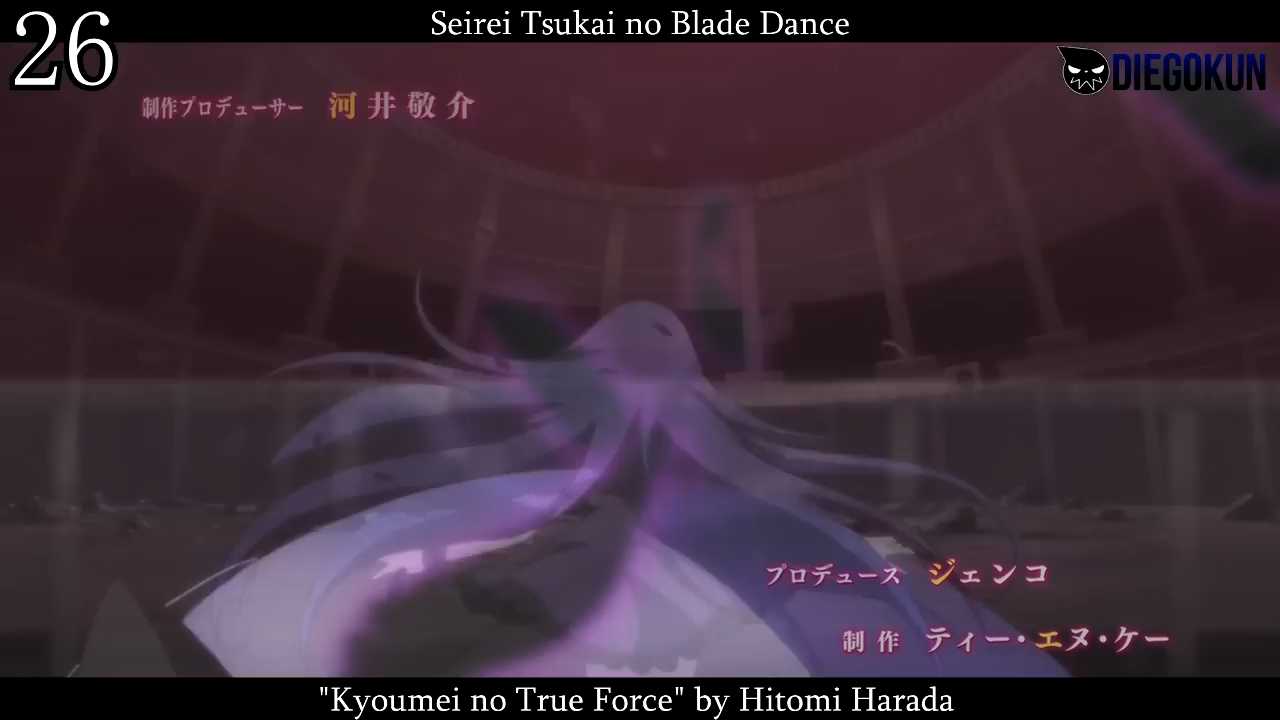 26
Seirei Tsukai no Blade Dance
DIEGOKUN
制作プロデューサー 河井敬介
プロデュース ジェンコ
制作 ティー・エヌ・ケー
"Kyoumei no True Force" by Hitomi Harada